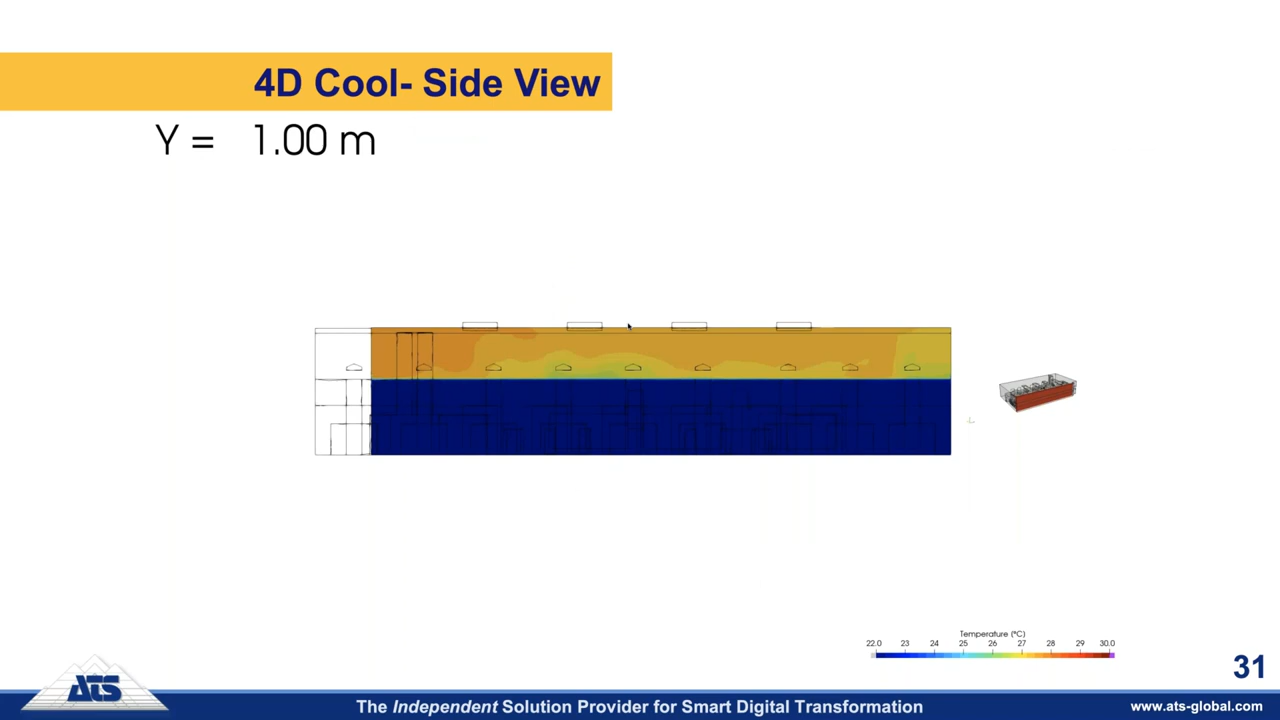 4D Cool- Side View
Y = 1.00 m
Temperature (°C)
22.0 23 24 25 26 27 28 29 30.0
31
ATS
The Independent Solution Provider for Smart Digital Transformation
www.ats-global.com